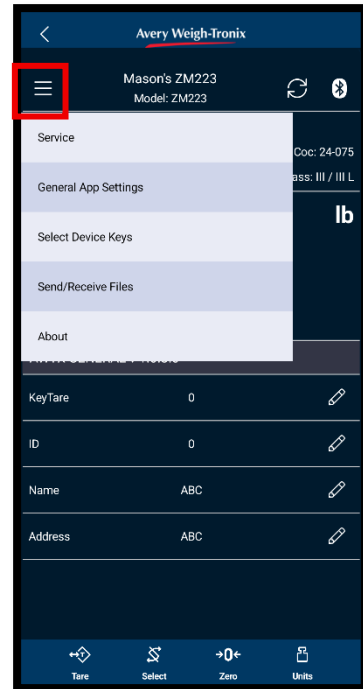 Avery Weigh-Tronix
Mason's ZM223
Model: ZM223
Service
Coc: 24-075
General App Settings
ass: III / III L
lb
Select Device Keys
Send/Receive Files
About
KeyTare 0
ID 0
Name ABC
Address ABC
T
→0←
Tare Select Zero Units